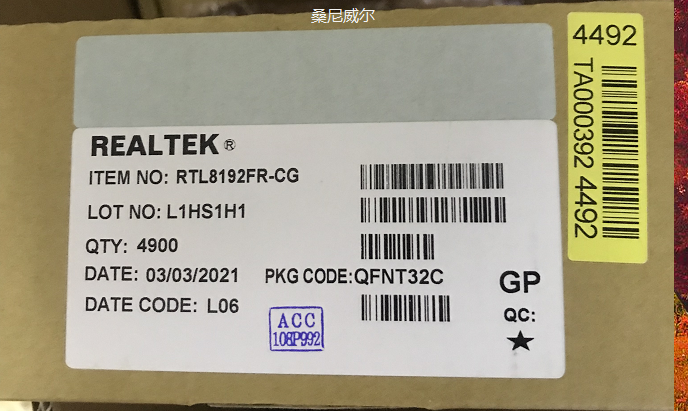 桑尼威尔
4492
TA000392 4492
REALTEK ®
ITEM NO: RTL8192FR-CG
LOT NO: L1HS1H1
QTY: 4900
DATE: 03/03/2021 PKG CODE:QFNT32C
DATE CODE: L06
GP
QC:
ACC
108P992